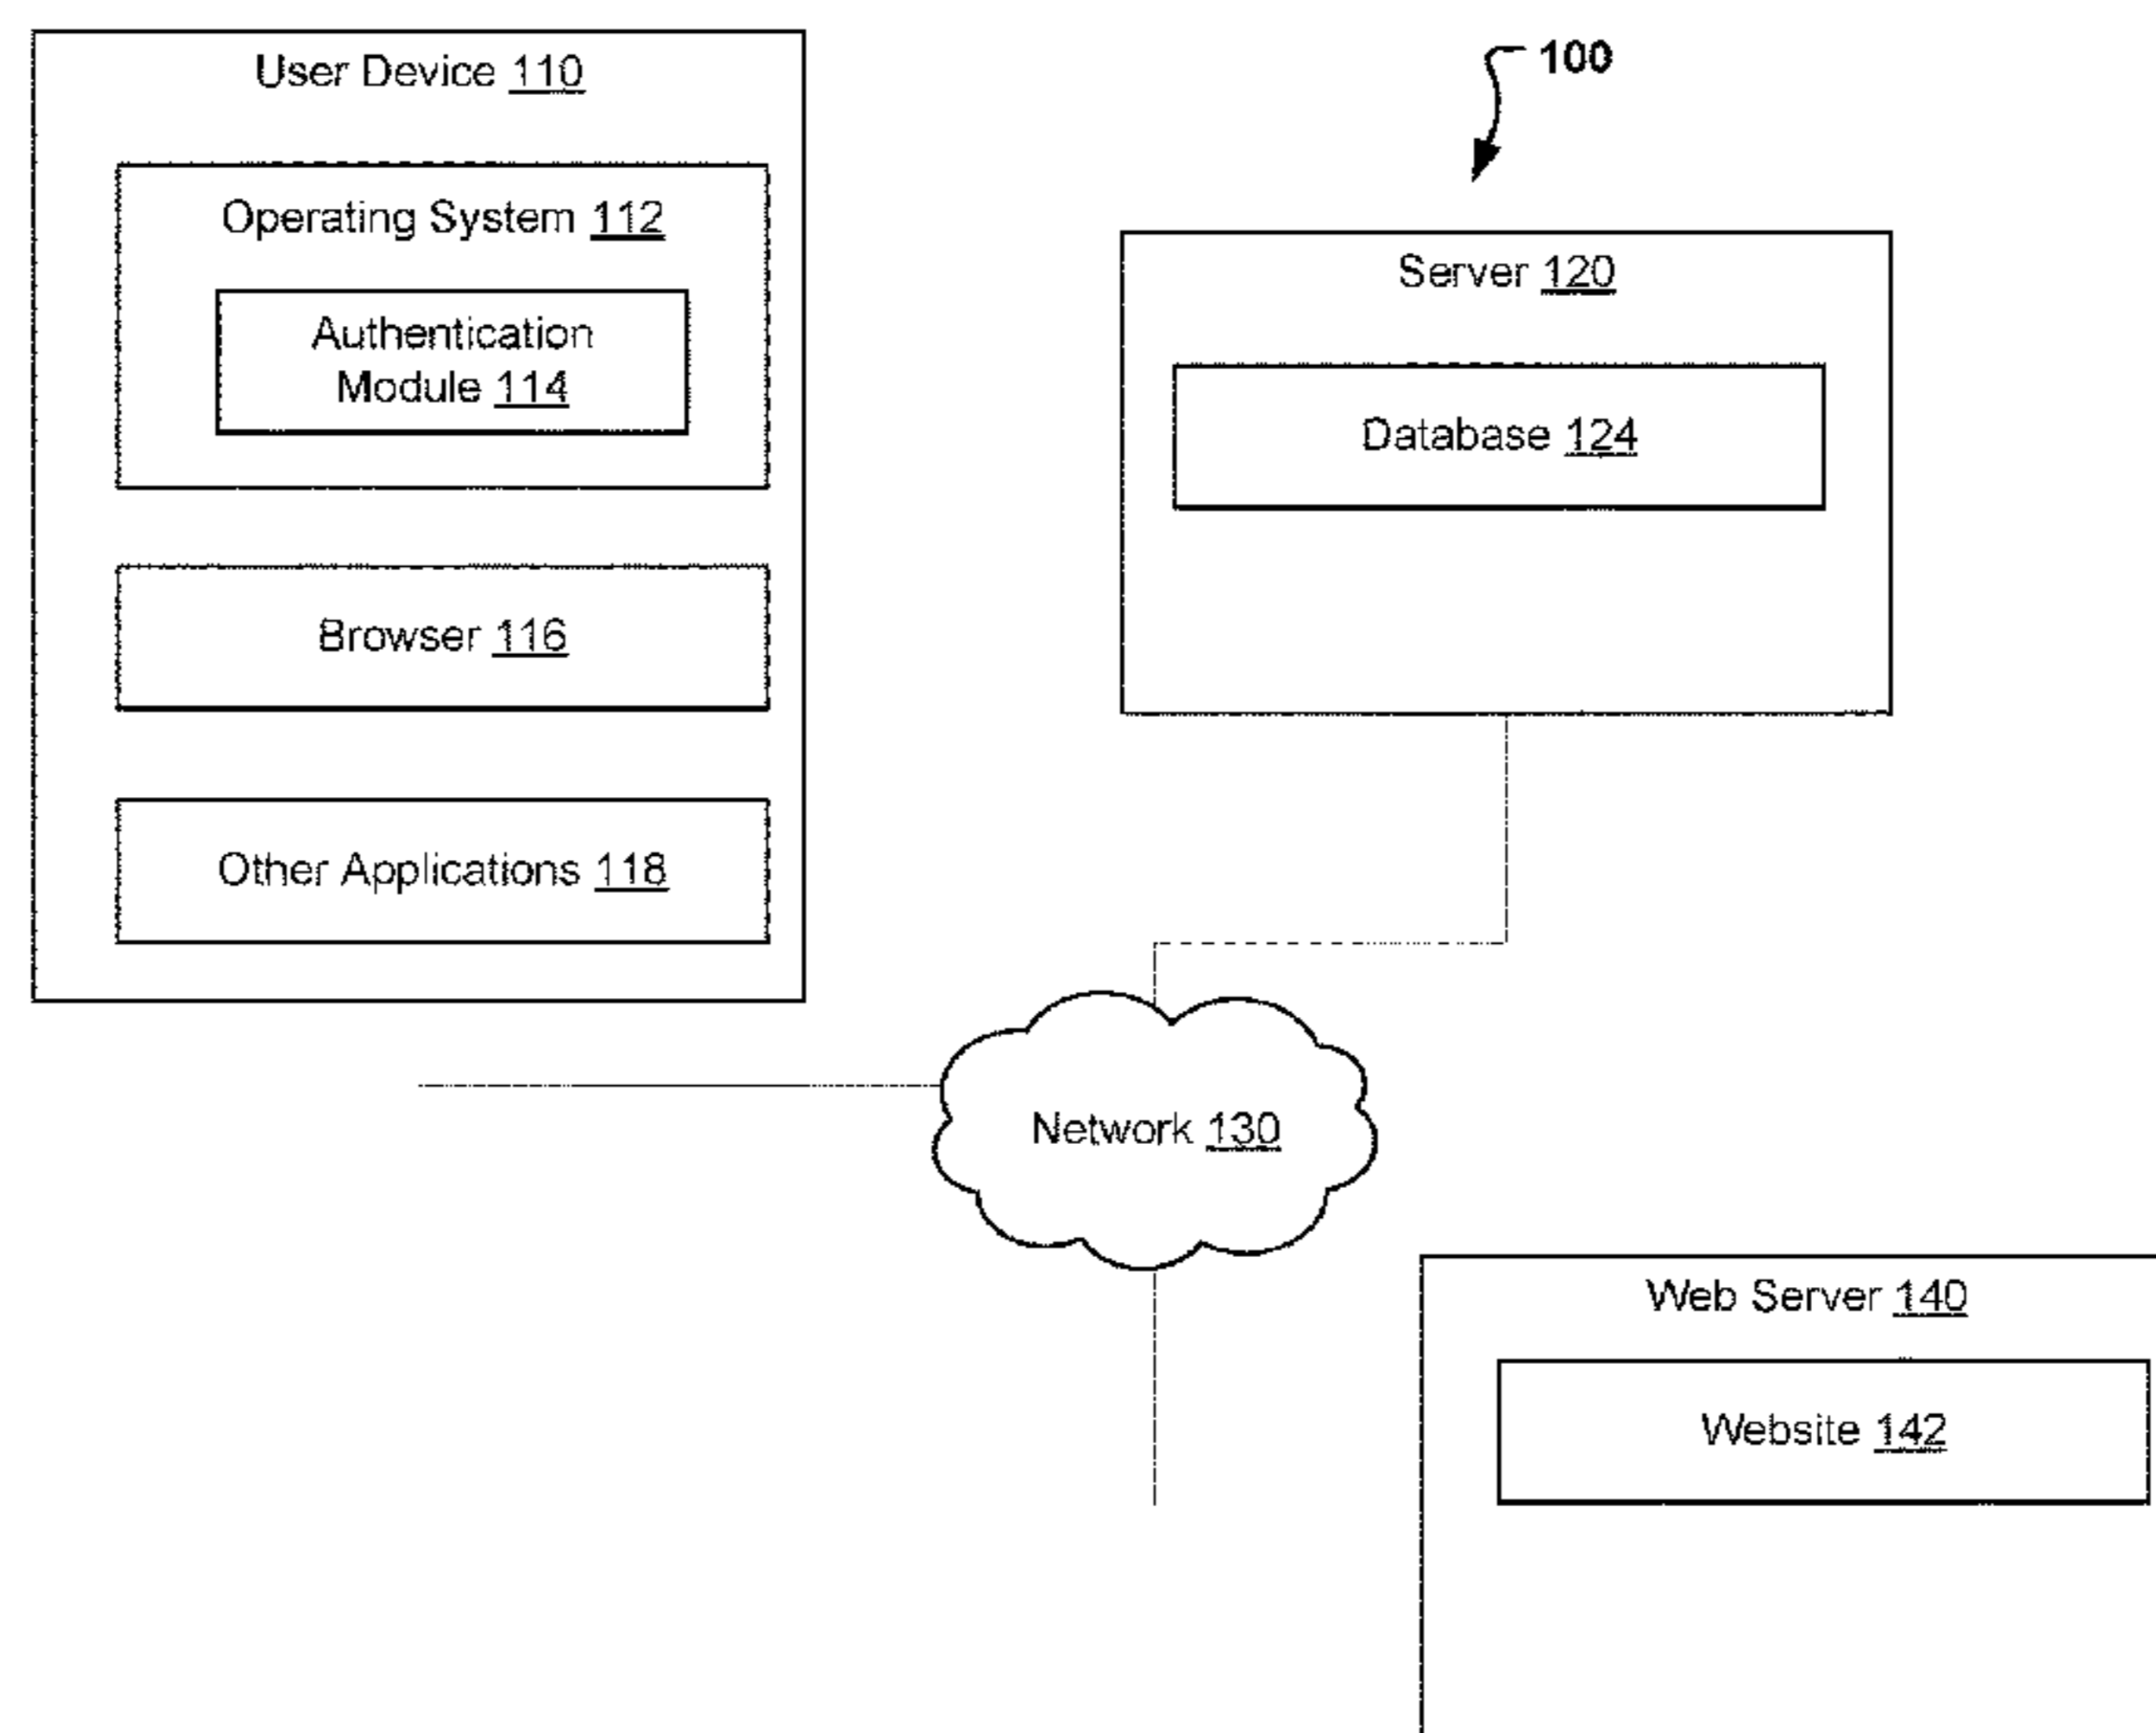 User Device 110
Operating System 112
Authentication
Module 114
Browser 116
Other Applications 118
100
Server 120
Database 124
Network 130
Web Server 140
Website 142